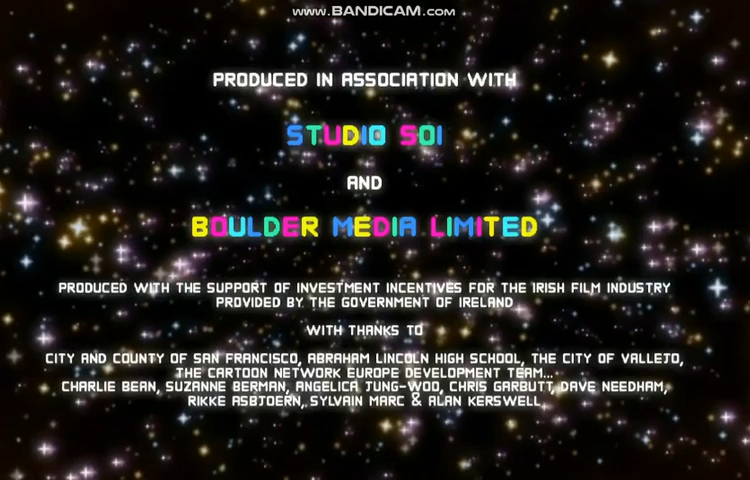 www.BANDICAM.com
PRODUCED IN ASSOCIATION WITH
STUDIO SOI
AND
BOULDER MEDIA LIMITED
PRODUCED WITH THE SUPPORT OF INVESTMENT INCENTIVES FOR THE IRISH FILM INDUSTRY
PROVIDED BY THE GOVERNMENT OF IRELAND
WITH THANKS TO
CITY AND COUNTY OF SAN FRANCISCO, ABRAHAM LINCOLN HIGH SCHOOL, THE CITY OF VALLEJO,
THE CARTOON NETWORK EUROPE DEVELOPMENT TEAM...
CHARLIE BEAN, SUZANNE BERMAN, ANGELICA JUNG-WOO, CHRIS GARBUTT, DAVE NEEDHAM,
RIKKE ASBJOERN, SYLVAIN MARC & ALAN KERSWELL